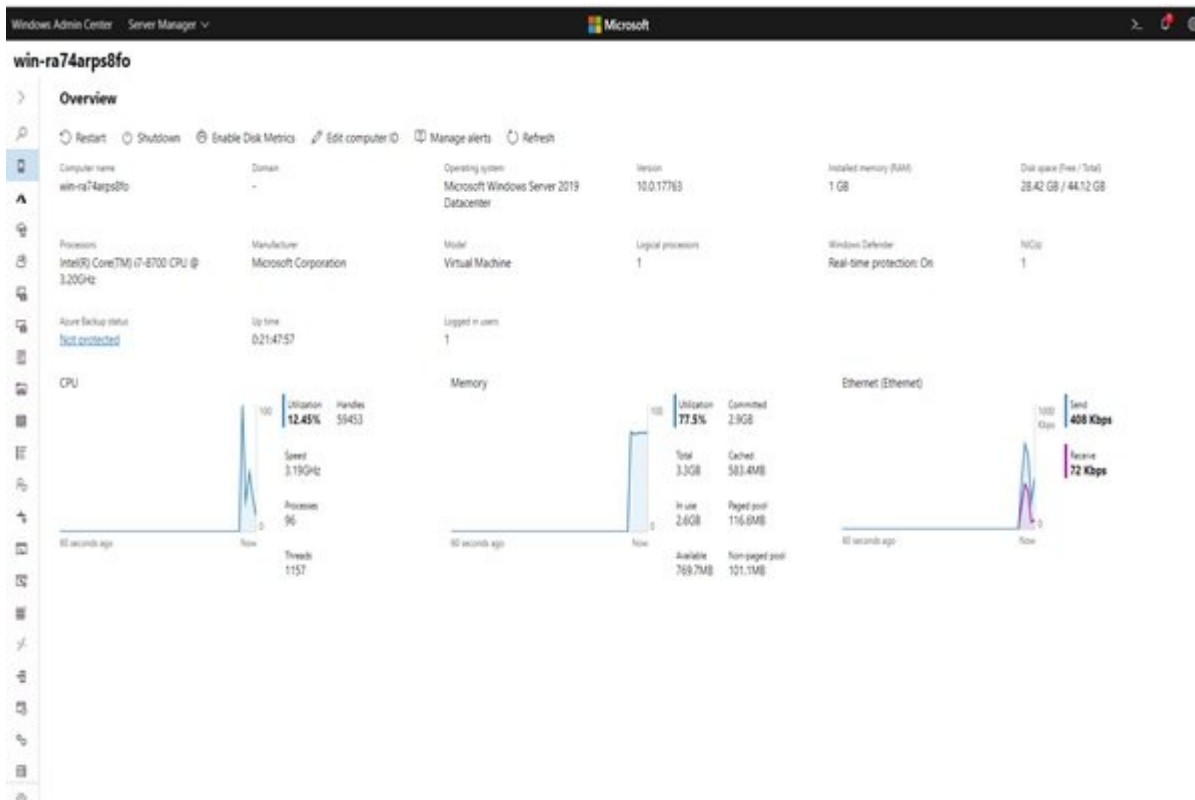 Windows Admin Center Server Manager Microsoft
win-ra74arps8fo
Overview
Restart Shutdown Enable Disk Metrics Edit computer ID Manage alerts Refresh
Computer name Domain Operating system Version Installed memory (RAM) Disk space (Free / Total)
win-ra74arps8fo - Microsoft Windows Server 2019 10.0.17763 1 GB 28.42 GB / 44.12 GB
Datacenter
Processors Manufacturer Model Logical processors Windows Defender NIC(s)
Intel(R) Core(TM) i7-8700 CPU @ Microsoft Corporation Virtual Machine 1 Real-time protection: On 1
3.20GHz
Azure Backup status Up time Logged in users
Not protected 0:21:47:57 1
CPU Memory Ethernet (Ethernet)
100 Utilization Handles 100 Utilization Committed 1000 Send
12.45% 59453 77.5% 2.9GB Kbps 408 Kbps
Speed Total Cached Receive
3.19GHz 3.3GB 583.4MB 72 Kbps
Processes In use Paged pool
96 2.6GB 116.6MB
0 0 0
60 seconds ago Now 60 seconds ago Now 60 seconds ago Now
Threads Available Non-paged pool
1157 769.7MB 101.1MB